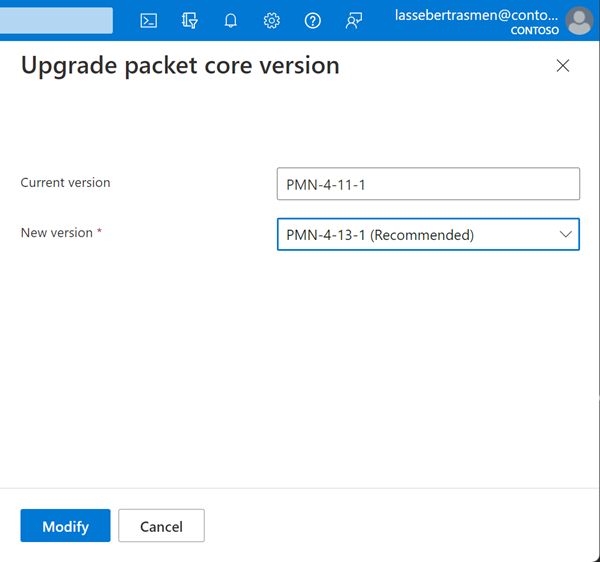 lassebertrasmen@conto...
CONTOSO
Upgrade packet core version
Current version
PMN-4-11-1
New version *
PMN-4-13-1 (Recommended)
Modify
Cancel